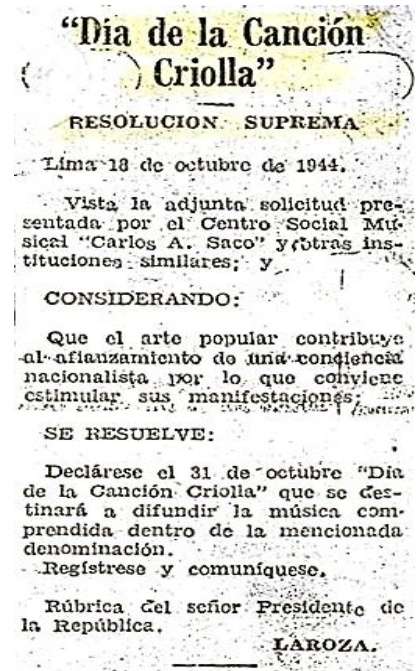 “Dia de la Canción
Criolla”
RESOLUCION SUPREMA
Lima 18 de octubre de 1944.
Vista la adjunta solicitud pre-
sentada por el Centro Social Mu-
sical “Carlos A. Saco” y otras ins-
tituciones similares; y
CONSIDERANDO:
Que el arte popular contribuye
al afianzamiento de una conciencia
nacionalista por lo que conviene
estimular sus manifestaciones;
SE RESUELVE:
Declárese el 31 de octubre “Dia
de la Canción Criolla” que se des-
tinará a difundir la música com-
prendida dentro de la mencionada
denominación.
Regístrese y comuníquese.
Rúbrica del señor Presidente de
la República.
LAROZA.